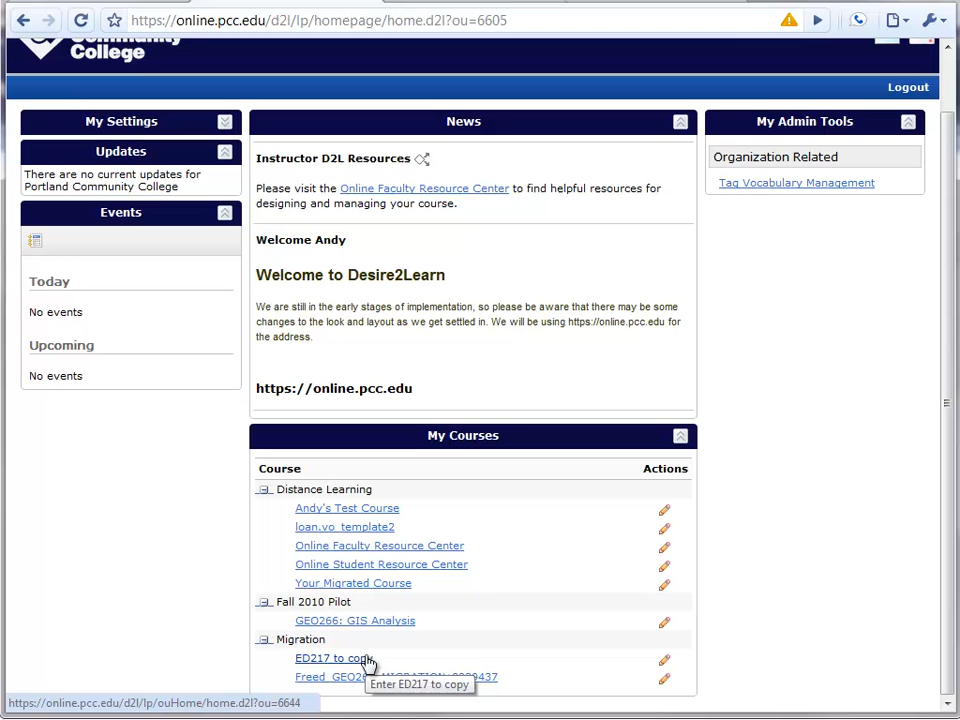 https://online.pcc.edu/d2l/lp/homepage/home.d2l?ou=6605
Community
College
Logout
My Settings
Updates
There are no current updates for
Portland Community College
Events
Today
No events
Upcoming
No events
News
Instructor D2L Resources
Please visit the Online Faculty Resource Center to find helpful resources for
designing and managing your course.
Welcome Andy
Welcome to Desire2Learn
We are still in the early stages of implementation, so please be aware that there may be some
changes to the look and layout as we get settled in. We will be using https://online.pcc.edu for
the address.
https://online.pcc.edu
My Courses
Course Actions
Distance Learning
Andy's Test Course
loan.vo_template2
Online Faculty Resource Center
Online Student Resource Center
Your Migrated Course
Fall 2010 Pilot
GEO266: GIS Analysis
Migration
ED217 to copy
Enter ED217 to copy
My Admin Tools
Organization Related
Tag Vocabulary Management
https://online.pcc.edu/d2l/lp/ouHome/home.d2l?ou=6644